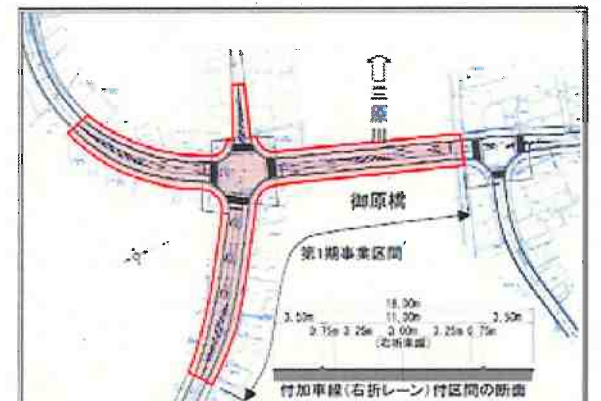 三原川
御原橋
第1期事業区間
18.00m
3.50m 11.00m 3.50m
0.75m 3.25m 3.00m 3.25m 0.75m
(右折車線)
付加車線(右折レーン)付区間の断面